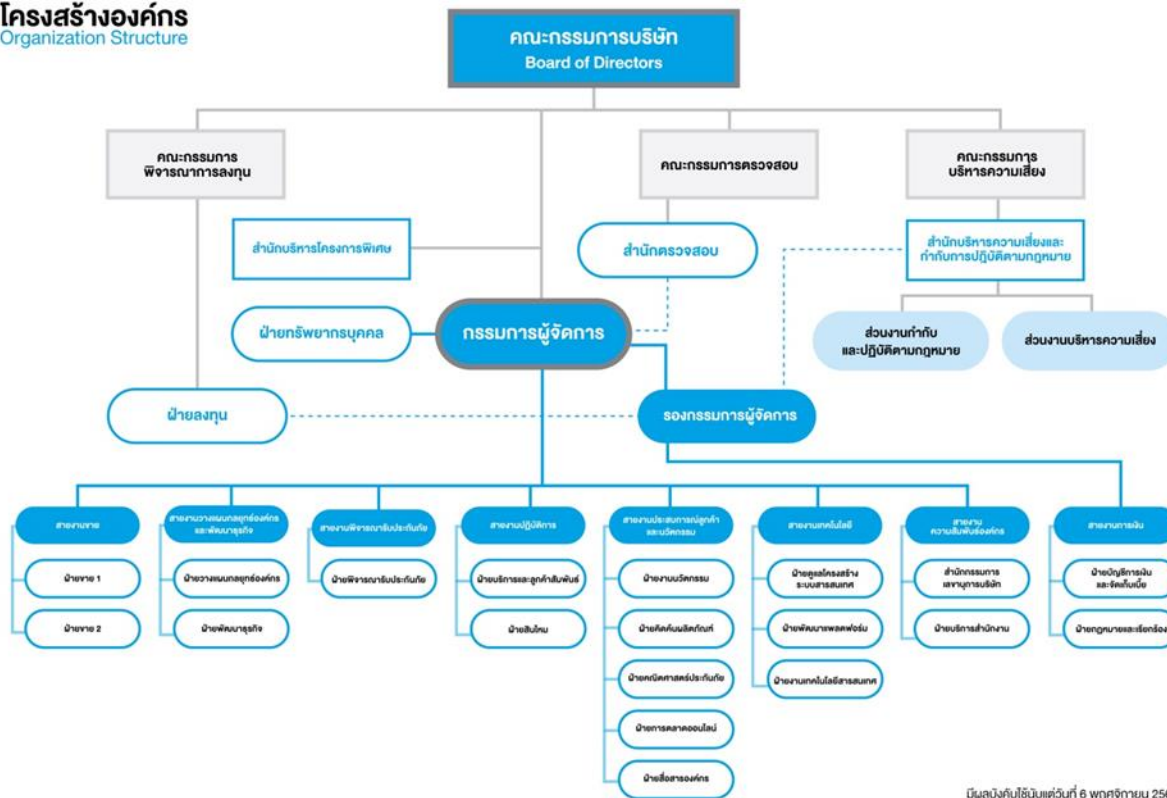 โครงสร้างองค์กร
Organization Structure
คณะกรรมการบริษัท
Board of Directors
คณะกรรมการ
พิจารณาการลงทุน
คณะกรรมการตรวจสอบ
คณะกรรมการ
บริหารความเสี่ยง
สำนักบริหารโครงการพิเศษ
สำนักตรวจสอบ
สำนักบริหารความเสี่ยงและ
กำกับการปฏิบัติตามกฎหมาย
ฝ่ายทรัพยากรบุคคล
กรรมการผู้จัดการ
ส่วนงานกำกับ
และปฏิบัติตามกฎหมาย
ส่วนงานบริหารความเสี่ยง
ฝ่ายลงทุน
รองกรรมการผู้จัดการ
สายงานขาย
ฝ่ายขาย 1
ฝ่ายขาย 2
สายงานวางแผนกลยุทธ์องค์กร
และพัฒนาธุรกิจ
ฝ่ายวางแผนกลยุทธ์องค์กร
ฝ่ายพัฒนาธุรกิจ
สายงานพิจารณารับประกันภัย
ฝ่ายพิจารณารับประกันภัย
สายงานปฏิบัติการ
ฝ่ายบริการและลูกค้าสัมพันธ์
ฝ่ายสินไหม
สายงานประสบการณ์ลูกค้า
และนวัตกรรม
ฝ่ายงานนวัตกรรม
ฝ่ายคิดค้นผลิตภัณฑ์
ฝ่ายคณิตศาสตร์ประกันภัย
ฝ่ายการตลาดออนไลน์
ฝ่ายสื่อสารองค์กร
สายงานเทคโนโลยี
ฝ่ายดูแลโครงสร้าง
ระบบสารสนเทศ
ฝ่ายพัฒนาแพลตฟอร์ม
ฝ่ายงานเทคโนโลยีสารสนเทศ
สายงาน
ความสัมพันธ์องค์กร
สำนักกรรมการ
เลขานุการบริษัท
ฝ่ายบริการสำนักงาน
สายงานการเงิน
ฝ่ายบัญชีการเงิน
และจัดเก็บเบี้ย
ฝ่ายกฎหมายและเรียกร้อง
มีผลบังคับใช้นับแต่วันที่ 6 พฤศจิกายน